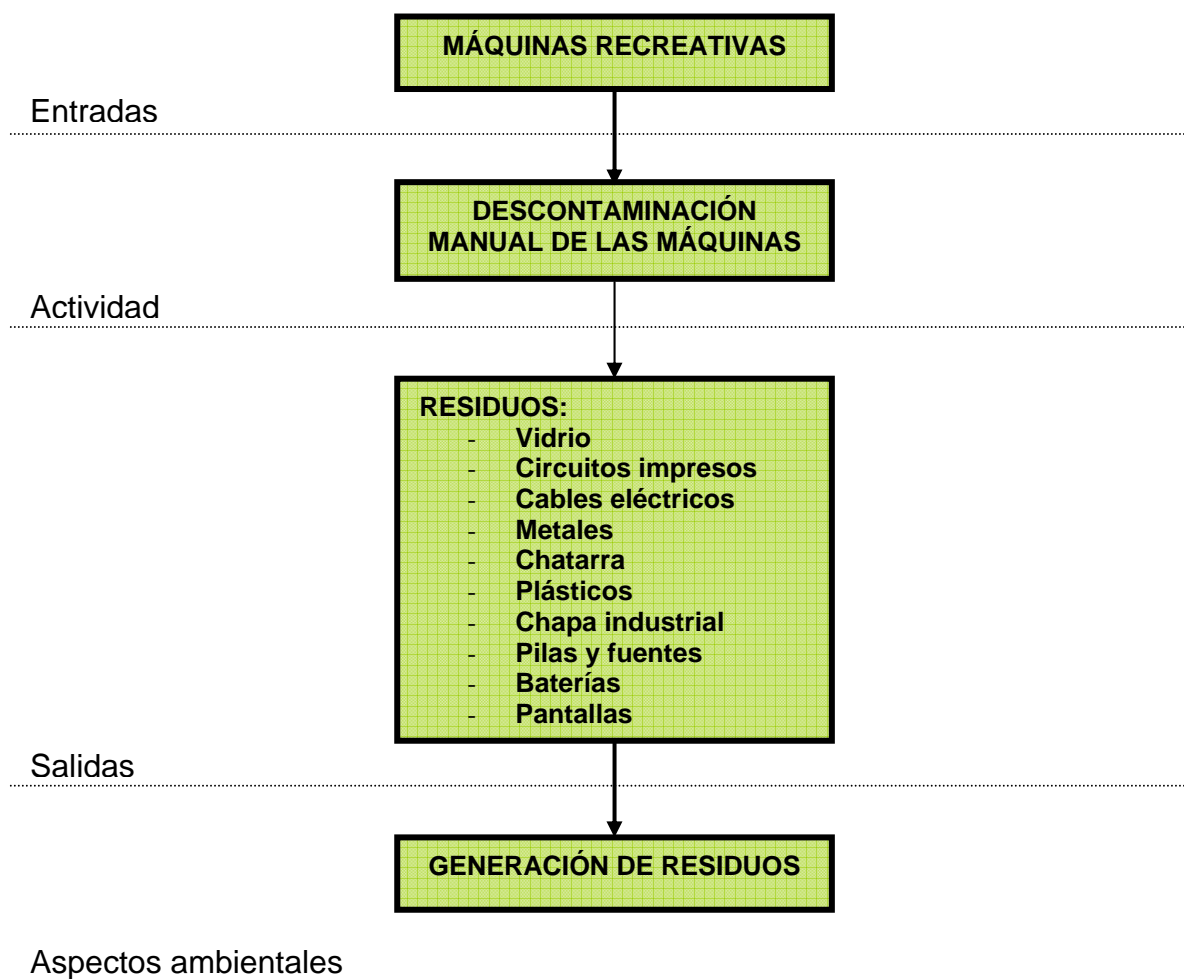 MÁQUINAS RECREATIVAS
Entradas
DESCONTAMINACIÓN
MANUAL DE LAS MÁQUINAS
Actividad
RESIDUOS:
- Vidrio
- Circuitos impresos
- Cables eléctricos
- Metales
- Chatarra
- Plásticos
- Chapa industrial
- Pilas y fuentes
- Baterías
- Pantallas
Salidas
GENERACIÓN DE RESIDUOS
Aspectos ambientales